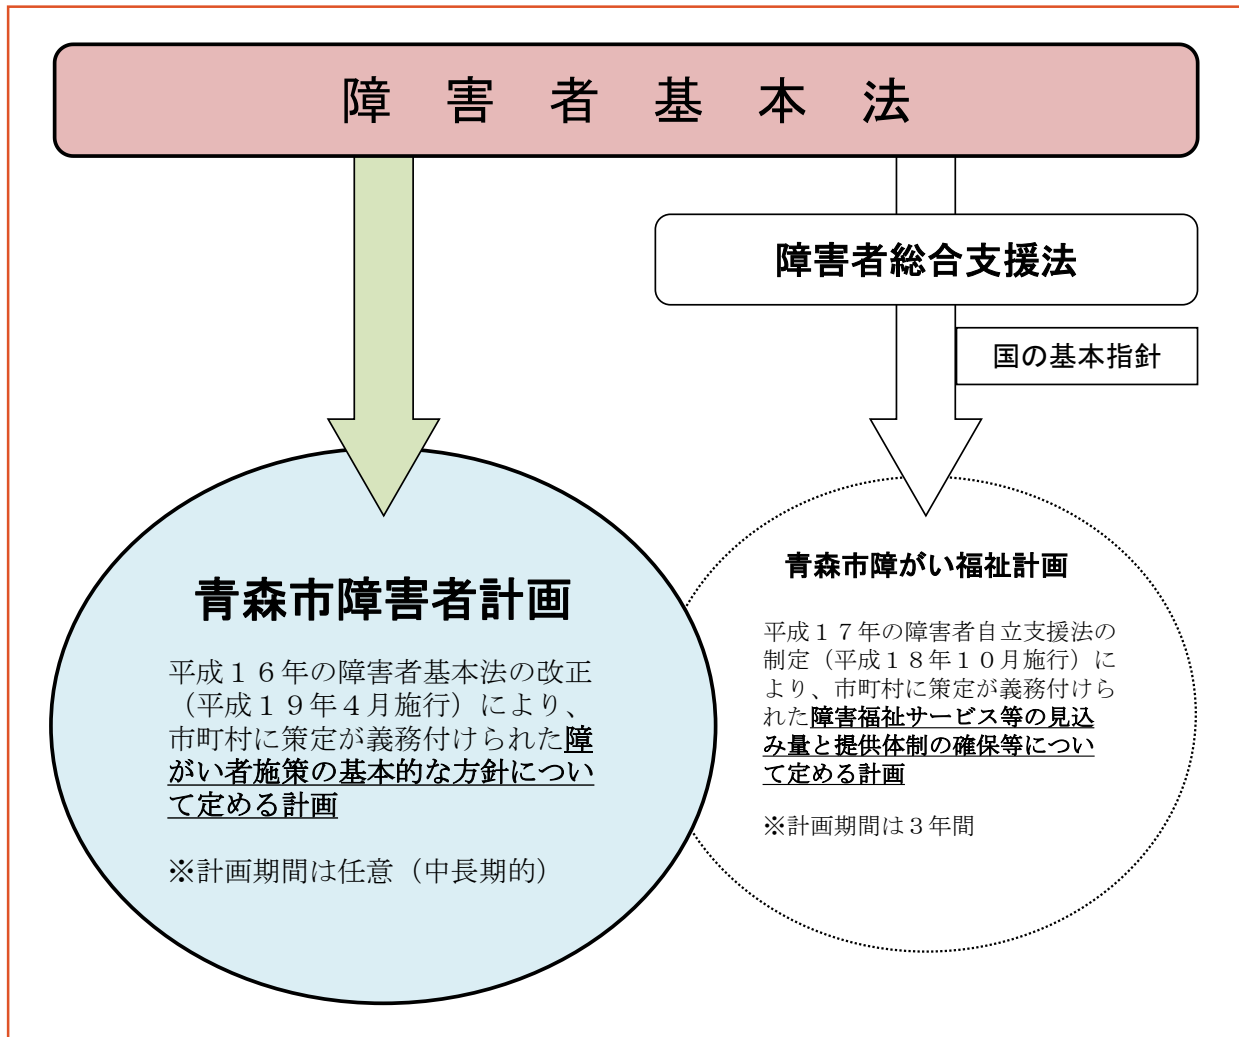 障害者基本法
障害者総合支援法
国の基本指針
青森市障害者計画
平成１６年の障害者基本法の改正
（平成１９年４月施行）により、
市町村に策定が義務付けられた障
がい者施策の基本的な方針につい
て定める計画
※計画期間は任意（中長期的）
青森市障がい福祉計画
平成１７年の障害者自立支援法の
制定（平成１８年１０月施行）に
より、市町村に策定が義務付けら
れた障害福祉サービス等の見込
み量と提供体制の確保等につい
て定める計画
※計画期間は３年間